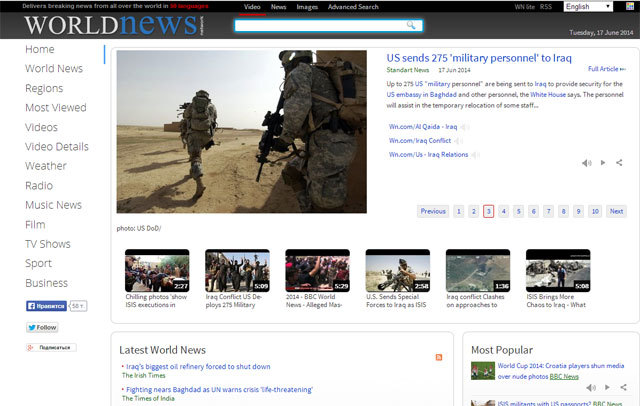 Delivers breaking news from all over the world in 50 languages
Video News Images Advanced Search
WN lite RSS English
WORLDnews
network
Tuesday, 17 June 2014
Home
World News
Regions
Most Viewed
Videos
Video Details
Weather
Radio
Music News
Film
TV Shows
Sport
Business
Нравится 58 т.
Follow
Подписаться
US sends 275 'military personnel' to Iraq
Standart News 17 Jun 2014 Full Article
Up to 275 US "military personnel" are being sent to Iraq to provide security for the
US embassy in Baghdad and other personnel, the White House says. The personnel
will assist in the temporary relocation of some staff...
Wn.com/Al Qaida - Iraq
Wn.com/Iraq Conflict
Wn.com/Us - Iraq Relations
Previous 1 2 3 4 5 6 7 8 9 10 Next
photo: US DoD/
2:27
5:09
5:09
2:58
1:36
5:08
Chilling photos 'show
ISIS executions in
Iraq Conflict US De-
ploys 275 Military
2014 - BBC World
News - Alleged Mas-
U.S. Sends Special
Forces to Iraq as ISIS
Iraq conflict Clashes
on approaches to
ISIS Brings More
Chaos to Iraq - What
Latest World News
Iraq's biggest oil refinery forced to shut down
The Irish Times
Fighting nears Baghdad as UN warns crisis 'life-threatening'
The Times of India
Most Popular
World Cup 2014: Croatia players shun media
over nude photos BBC News
ISIS militants with US passports? BBC News